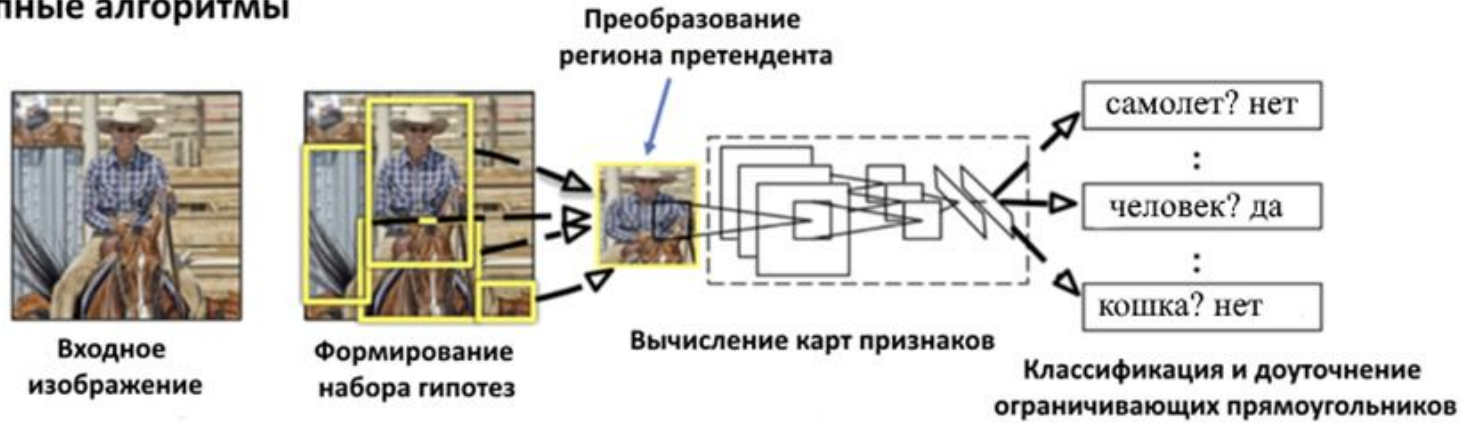 алгоритмы
Преобразование
региона претендента
самолет? нет
:
человек? да
:
кошка? нет
Входное
изображение
Формирование
набора гипотез
Вычисление карт признаков
Классификация и доуточнение
ограничивающих прямоугольников